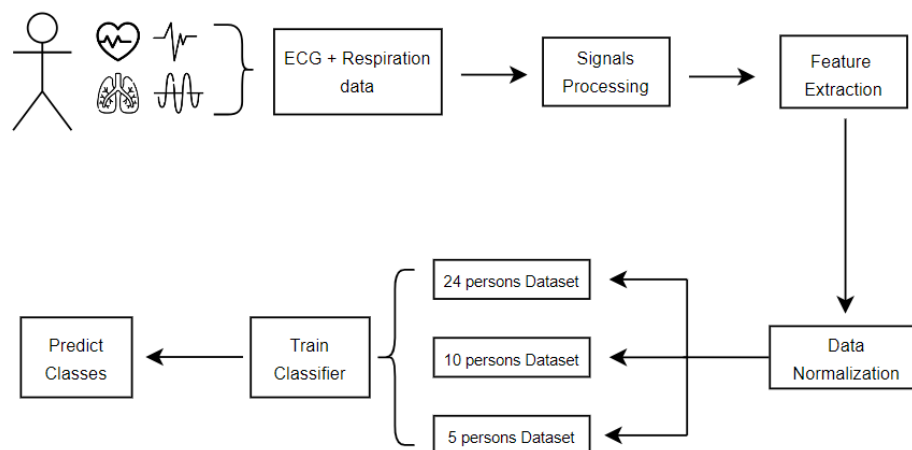 ECG + Respiration
data
Signals
Processing
Feature
Extraction
24 persons Dataset
Predict
Classes
Train
Classifier
10 persons Dataset
Data
Normalization
5 persons Dataset